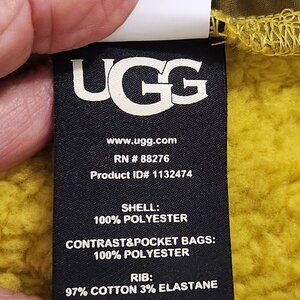 UGG
www.ugg.com
RN # 88276
Product ID# 1132474
SHELL:
100% POLYESTER
CONTRAST&POCKET BAGS:
100% POLYESTER
RIB:
97% COTTON 3% ELASTANE